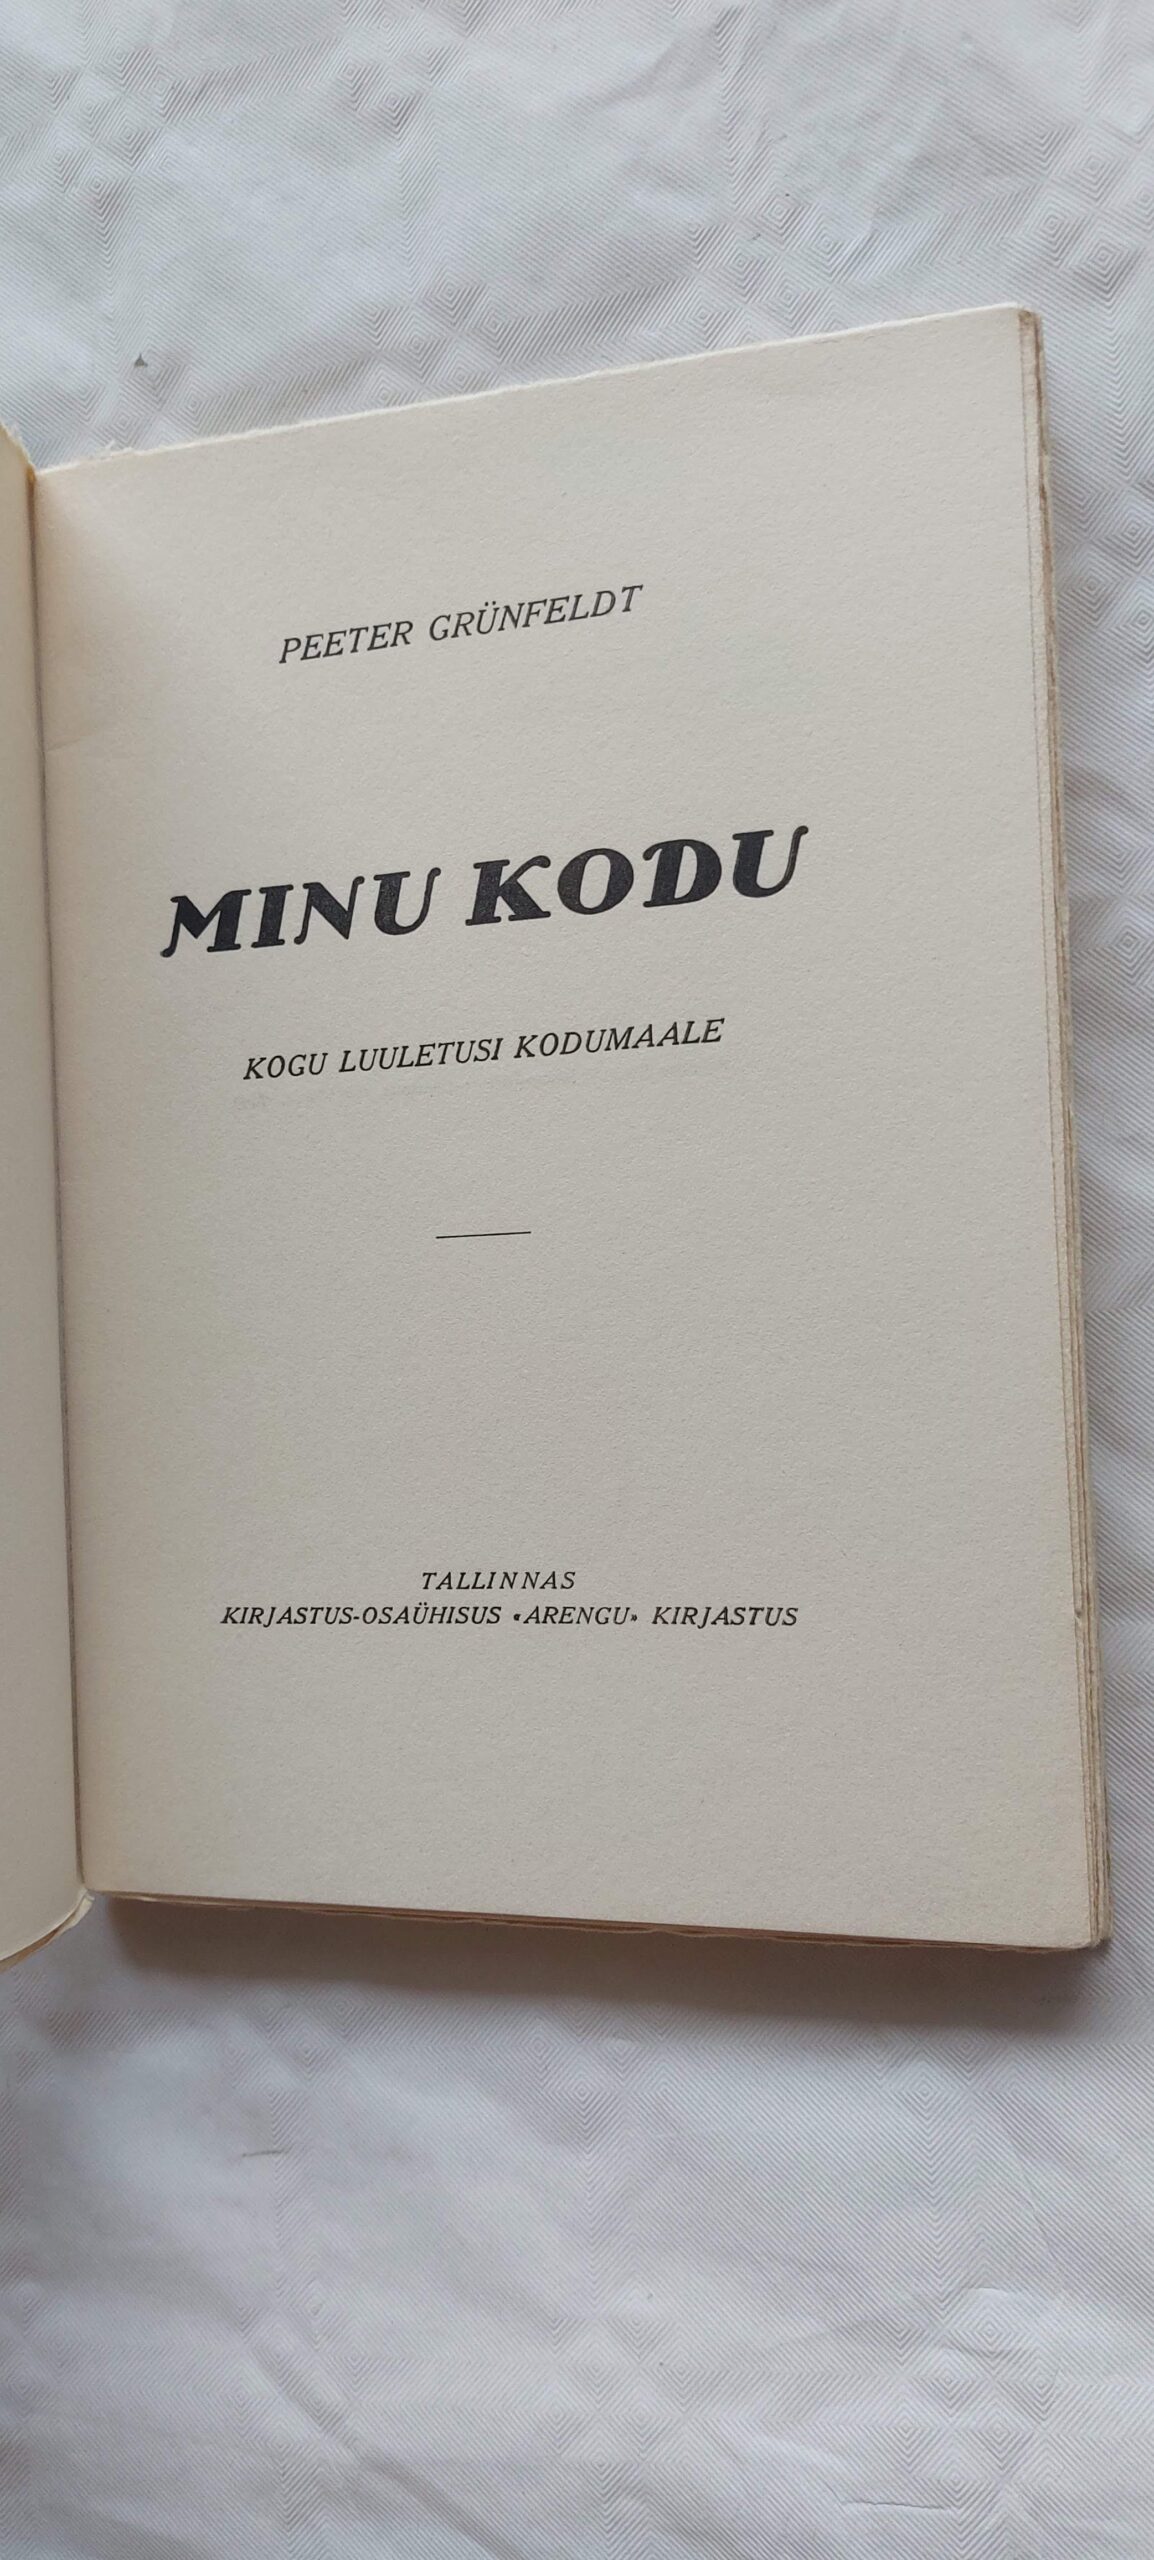 PEETER GRÜNFELDT
MINU KODU
KOGU LUULETUSI KODUMAALE
TALLINNAS
KIRJASTUS-OSAÜHISUS «ARENGU» KIRJASTUS